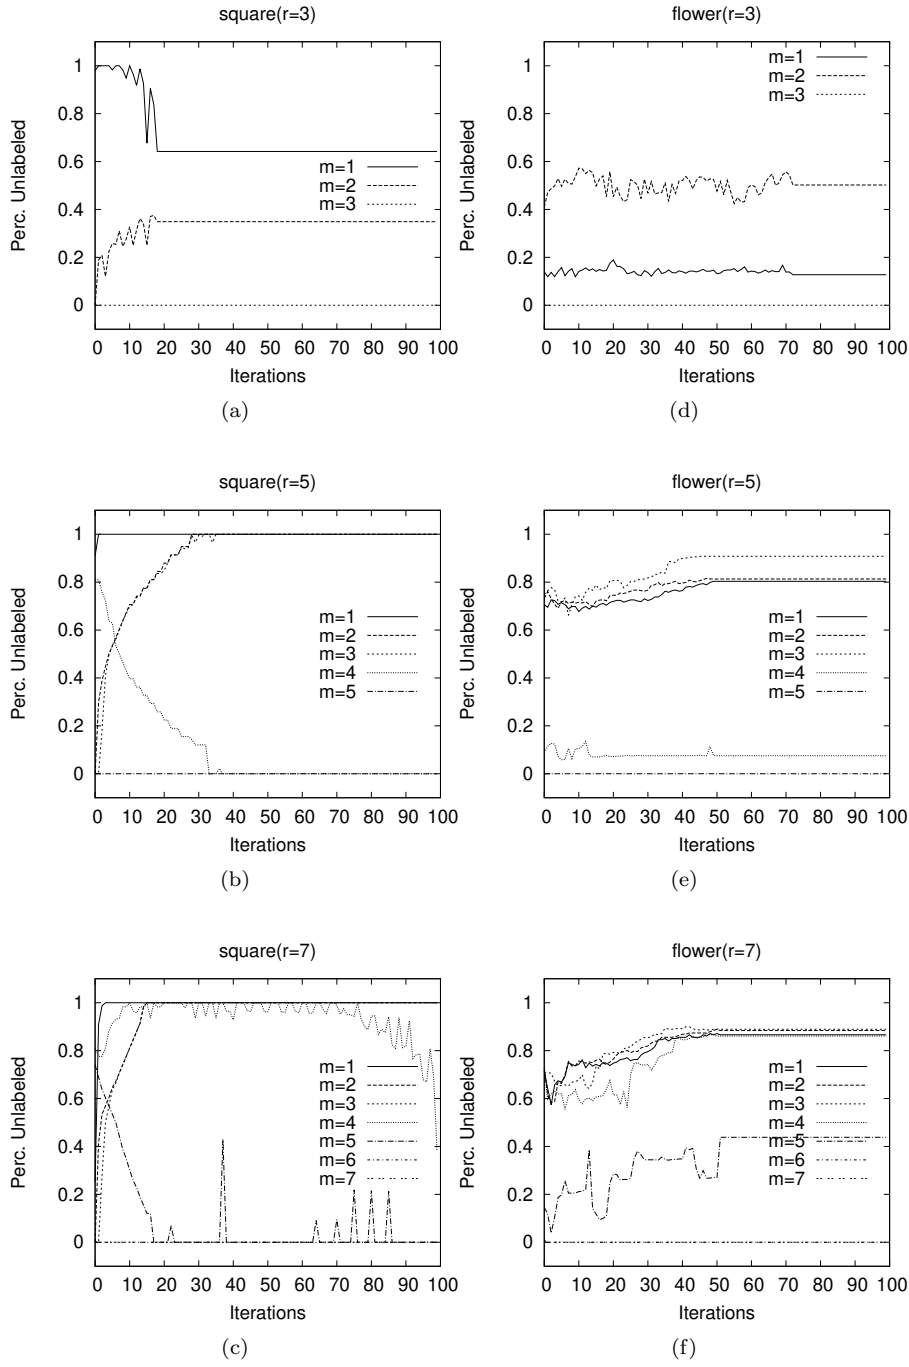 square(r=3)
Perc. Unlabeled
1
0.8
0.6
0.4
0.2
0
m=1
m=2
m=3
0 10 20 30 40 50 60 70 80 90 100
Iterations
(a)
flower(r=3)
Perc. Unlabeled
1
0.8
0.6
0.4
0.2
0
m=1
m=2
m=3
0 10 20 30 40 50 60 70 80 90 100
Iterations
(d)
square(r=5)
Perc. Unlabeled
1
0.8
0.6
0.4
0.2
0
m=1
m=2
m=3
m=4
m=5
0 10 20 30 40 50 60 70 80 90 100
Iterations
(b)
flower(r=5)
Perc. Unlabeled
1
0.8
0.6
0.4
0.2
0
m=1
m=2
m=3
m=4
m=5
0 10 20 30 40 50 60 70 80 90 100
Iterations
(e)
square(r=7)
Perc. Unlabeled
1
0.8
0.6
0.4
0.2
0
m=1
m=2
m=3
m=4
m=5
m=6
m=7
0 10 20 30 40 50 60 70 80 90 100
Iterations
(c)
flower(r=7)
Perc. Unlabeled
1
0.8
0.6
0.4
0.2
0
m=1
m=2
m=3
m=4
m=5
m=6
m=7
0 10 20 30 40 50 60 70 80 90 100
Iterations
(f)